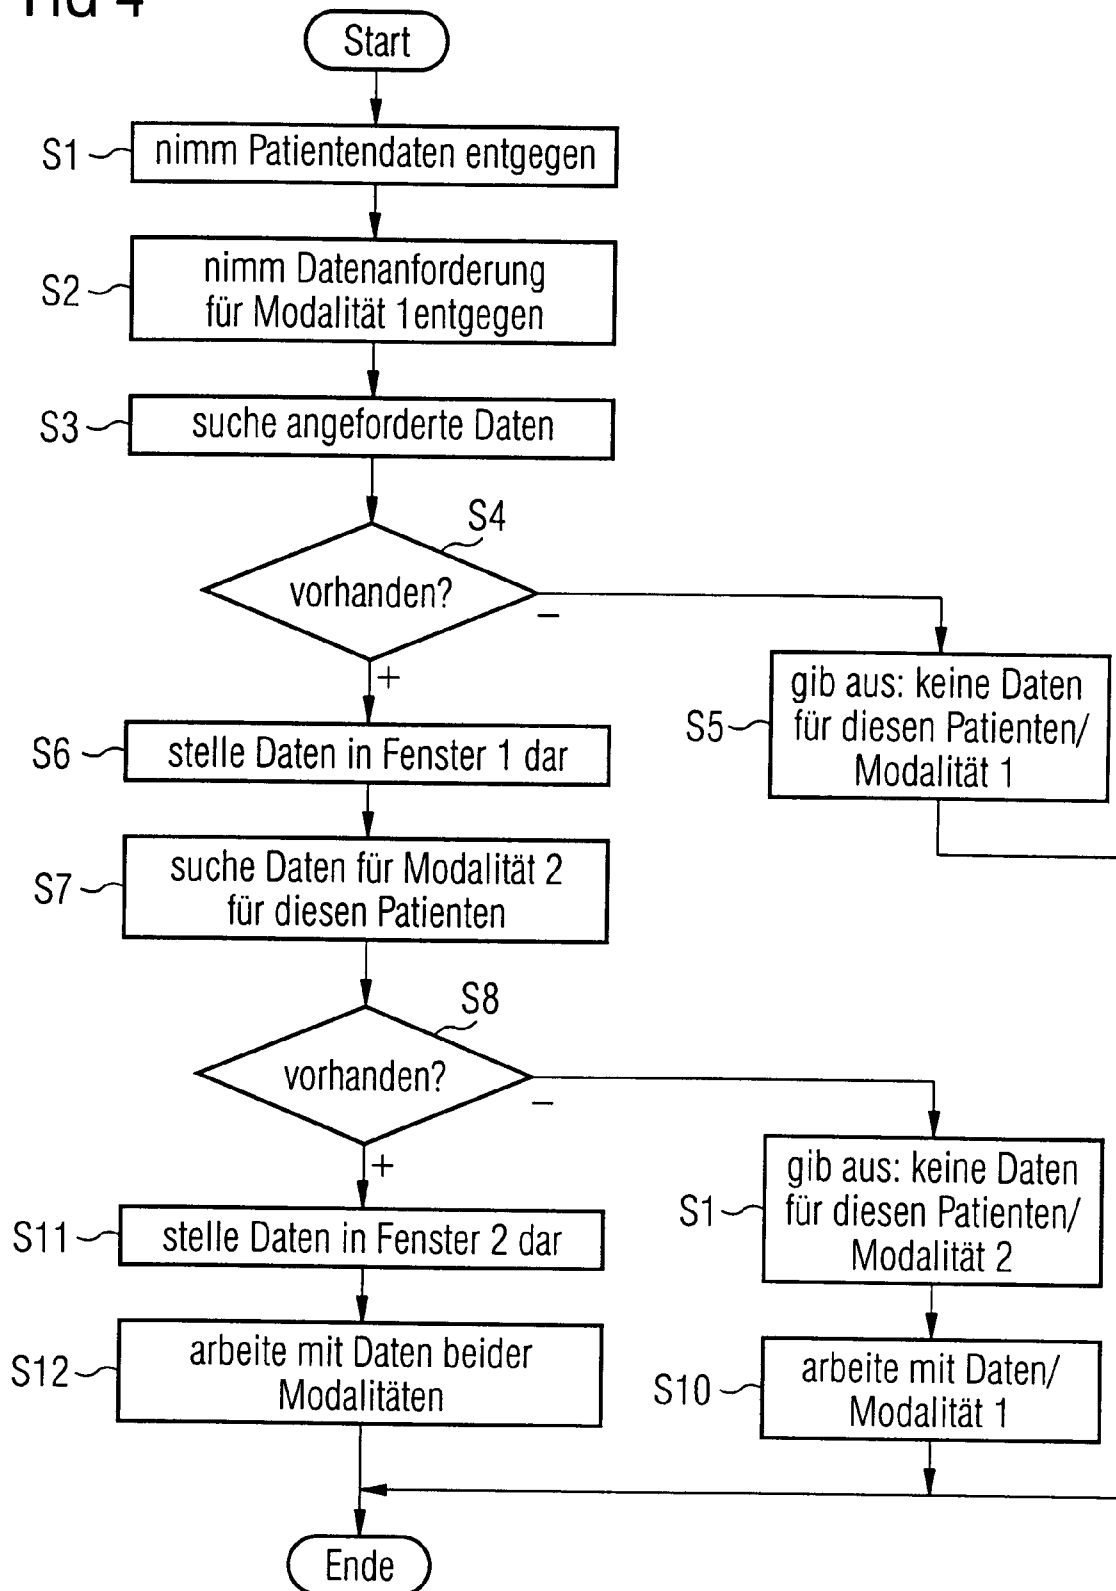 FIG 4
Start
S1
nimm Patientendaten entgegen
S2
nimm Datenanforderung
für Modalität 1entgegen
S3
suche angeforderte Daten
S4
vorhanden?
–
+
S5
gib aus: keine Daten
für diesen Patienten/
Modalität 1
S6
stelle Daten in Fenster 1 dar
S7
suche Daten für Modalität 2
für diesen Patienten
S8
vorhanden?
–
+
S1
gib aus: keine Daten
für diesen Patienten/
Modalität 2
S11
stelle Daten in Fenster 2 dar
S12
arbeite mit Daten beider
Modalitäten
S10
arbeite mit Daten/
Modalität 1
Ende